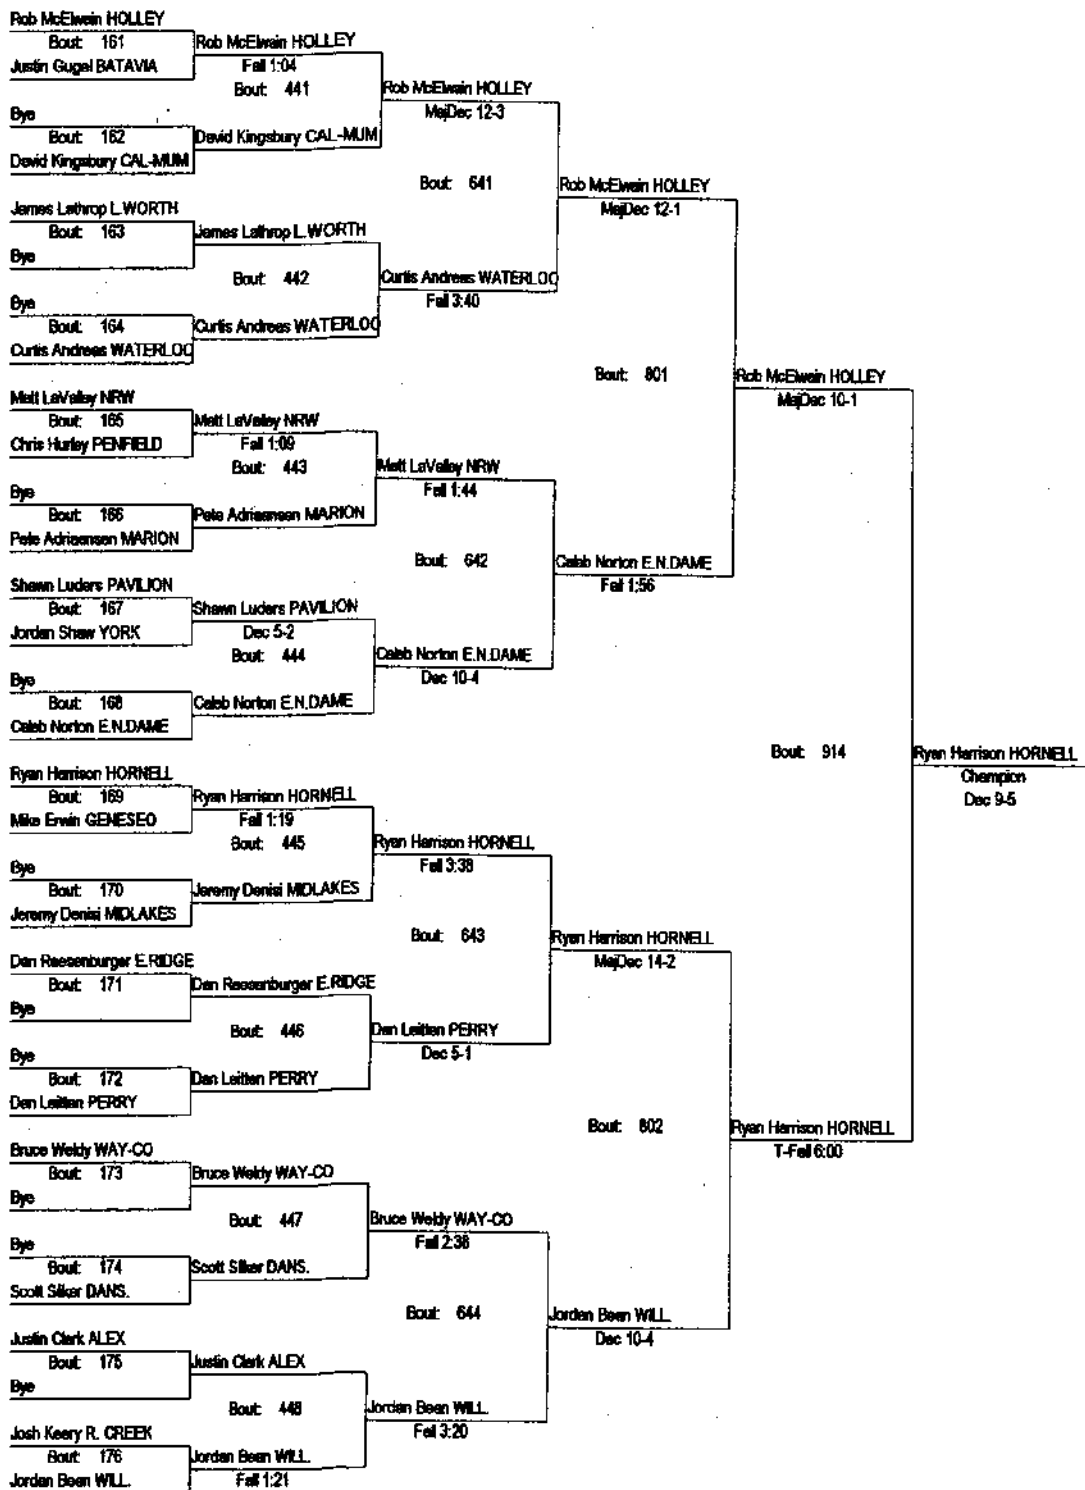 Rob McElwain HOLLEY
Bout: 161
Justin Gugel BATAVIA
Bye
Bout: 162
David Kingsbury CAL-MUM
James Lathrop L.WORTH
Bout: 163
Bye
Bye
Bout: 164
Curtis Andreas WATERLOO
Matt LaValley NRW
Bout: 165
Chris Hurley PENFIELD
Bye
Bout: 166
Pete Adriaensen MARION
Shawn Luders PAVILION
Bout: 167
Jordan Shaw YORK
Bye
Bout: 168
Caleb Norton E.N.DAME
Ryan Harrison HORNELL
Bout: 169
Mike Erwin GENESEO
Bye
Bout: 170
Jeremy Denisi MIDLAKES
Dan Reesenburger E.RIDGE
Bout: 171
Bye
Bye
Bout: 172
Dan Leitten PERRY
Bruce Weldy WAY-CO
Bout: 173
Bye
Bye
Bout: 174
Scott Silker DANS.
Justin Clark ALEX
Bout: 175
Bye
Josh Keery R. CREEK
Bout: 176
Jordan Bean WILL.
Rob McElwain HOLLEY
Fall 1:04
Bout: 441
David Kingsbury CAL-MUM
James Lathrop L.WORTH
Bout: 442
Curtis Andreas WATERLOO
Matt LaValley NRW
Fall 1:09
Bout: 443
Pete Adriaensen MARION
Shawn Luders PAVILION
Dec 5-2
Bout: 444
Caleb Norton E.N.DAME
Ryan Harrison HORNELL
Fall 1:19
Bout: 445
Jeremy Denisi MIDLAKES
Dan Reesenburger E.RIDGE
Bout: 446
Dan Leitten PERRY
Bruce Weldy WAY-CO
Bout: 447
Scott Silker DANS.
Justin Clark ALEX
Bout: 448
Jordan Bean WILL.
Fall 1:21
Rob McElwain HOLLEY
MajDec 12-3
Bout: 641
Curtis Andreas WATERLOO
Fall 3:40
Matt LaValley NRW
Fall 1:44
Bout: 642
Caleb Norton E.N.DAME
Dec 10-4
Ryan Harrison HORNELL
Fall 3:38
Bout: 643
Dan Leitten PERRY
Dec 5-1
Bruce Weldy WAY-CO
Fall 2:38
Bout: 644
Jordan Bean WILL.
Fall 3:20
Rob McElwain HOLLEY
MajDec 12-1
Bout: 801
Caleb Norton E.N.DAME
Fall 1:56
Ryan Harrison HORNELL
MajDec 14-2
Bout: 802
Jordan Bean WILL.
Dec 10-4
Rob McElwain HOLLEY
MajDec 10-1
Bout: 914
Ryan Harrison HORNELL
T-Fall 6:00
Ryan Harrison HORNELL
Champion
Dec 9-5